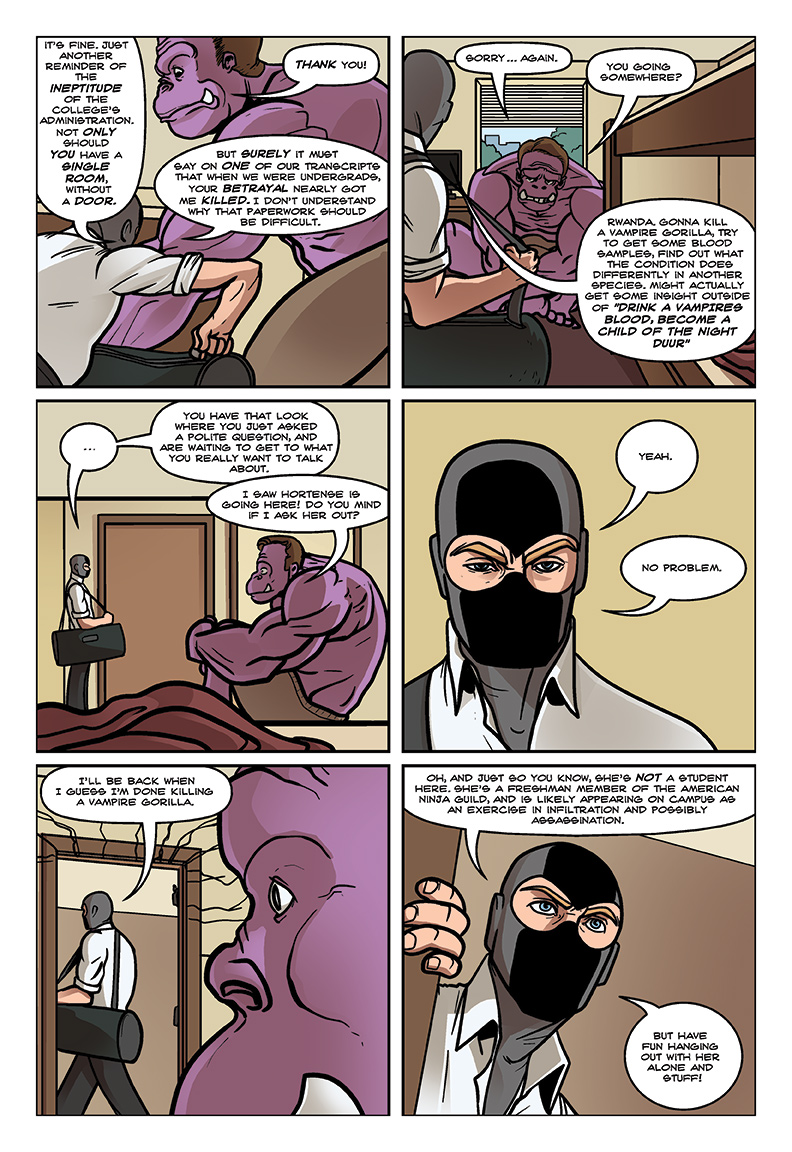 IT'S FINE. JUST
ANOTHER
REMINDER OF
THE
INEPTITUDE
OF THE
COLLEGE'S
ADMINISTRATION.
NOT ONLY
SHOULD
YOU HAVE A
SINGLE
ROOM,
WITHOUT
A DOOR.
THANK YOU!
BUT SURELY IT MUST
SAY ON ONE OF OUR TRANSCRIPTS
THAT WHEN WE WERE UNDERGRADS,
YOUR BETRAYAL NEARLY GOT
ME KILLED. I DON'T UNDERSTAND
WHY THAT PAPERWORK SHOULD
BE DIFFICULT.
SORRY... AGAIN.
YOU GOING
SOMEWHERE?
RWANDA. GONNA KILL
A VAMPIRE GORILLA, TRY
TO GET SOME BLOOD
SAMPLES, FIND OUT WHAT
THE CONDITION DOES
DIFFERENTLY IN ANOTHER
SPECIES. MIGHT ACTUALLY
GET SOME INSIGHT OUTSIDE
OF "DRINK A VAMPIRES
BLOOD, BECOME A
CHILD OF THE NIGHT
DUUR"
...
YOU HAVE THAT LOOK
WHERE YOU JUST ASKED
A POLITE QUESTION, AND
ARE WAITING TO GET TO WHAT
YOU REALLY WANT TO TALK
ABOUT.
I SAW HORTENSE IS
GOING HERE! DO YOU MIND
IF I ASK HER OUT?
YEAH.
NO PROBLEM.
I'LL BE BACK WHEN
I GUESS I'M DONE KILLING
A VAMPIRE GORILLA.
OH, AND JUST SO YOU KNOW, SHE'S NOT A STUDENT
HERE. SHE'S A FRESHMAN MEMBER OF THE AMERICAN
NINJA GUILD, AND IS LIKELY APPEARING ON CAMPUS AS
AN EXERCISE IN INFILTRATION AND POSSIBLY
ASSASSINATION.
BUT HAVE
FUN HANGING
OUT WITH HER
ALONE AND
STUFF!